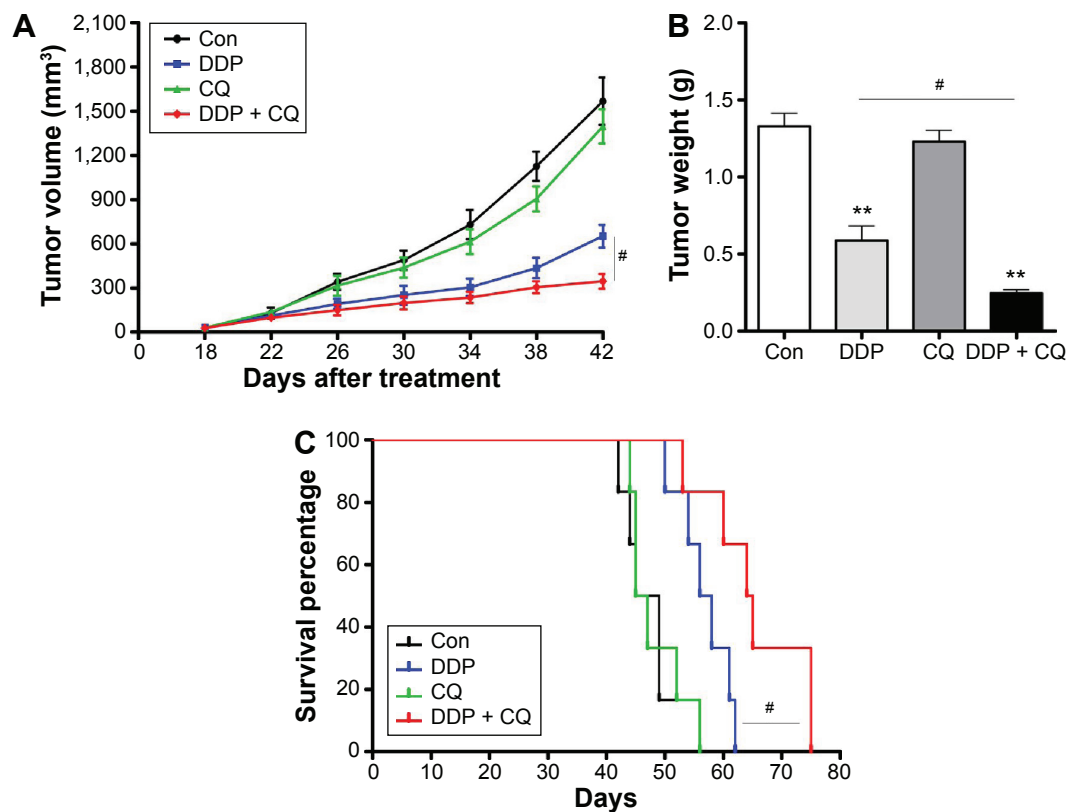 A
Tumor volume (mm³)
2,100
1,800
1,500
1,200
900
600
300
0
Con
DDP
CQ
DDP + CQ
#
0 18 22 26 30 34 38 42
Days after treatment
B
Tumor weight (g)
2.0
1.5
1.0
0.5
0.0
#
**
**
Con DDP CQ DDP + CQ
C
Survival percentage
100
80
60
40
20
0
Con
DDP
CQ
DDP + CQ
#
0 10 20 30 40 50 60 70 80
Days